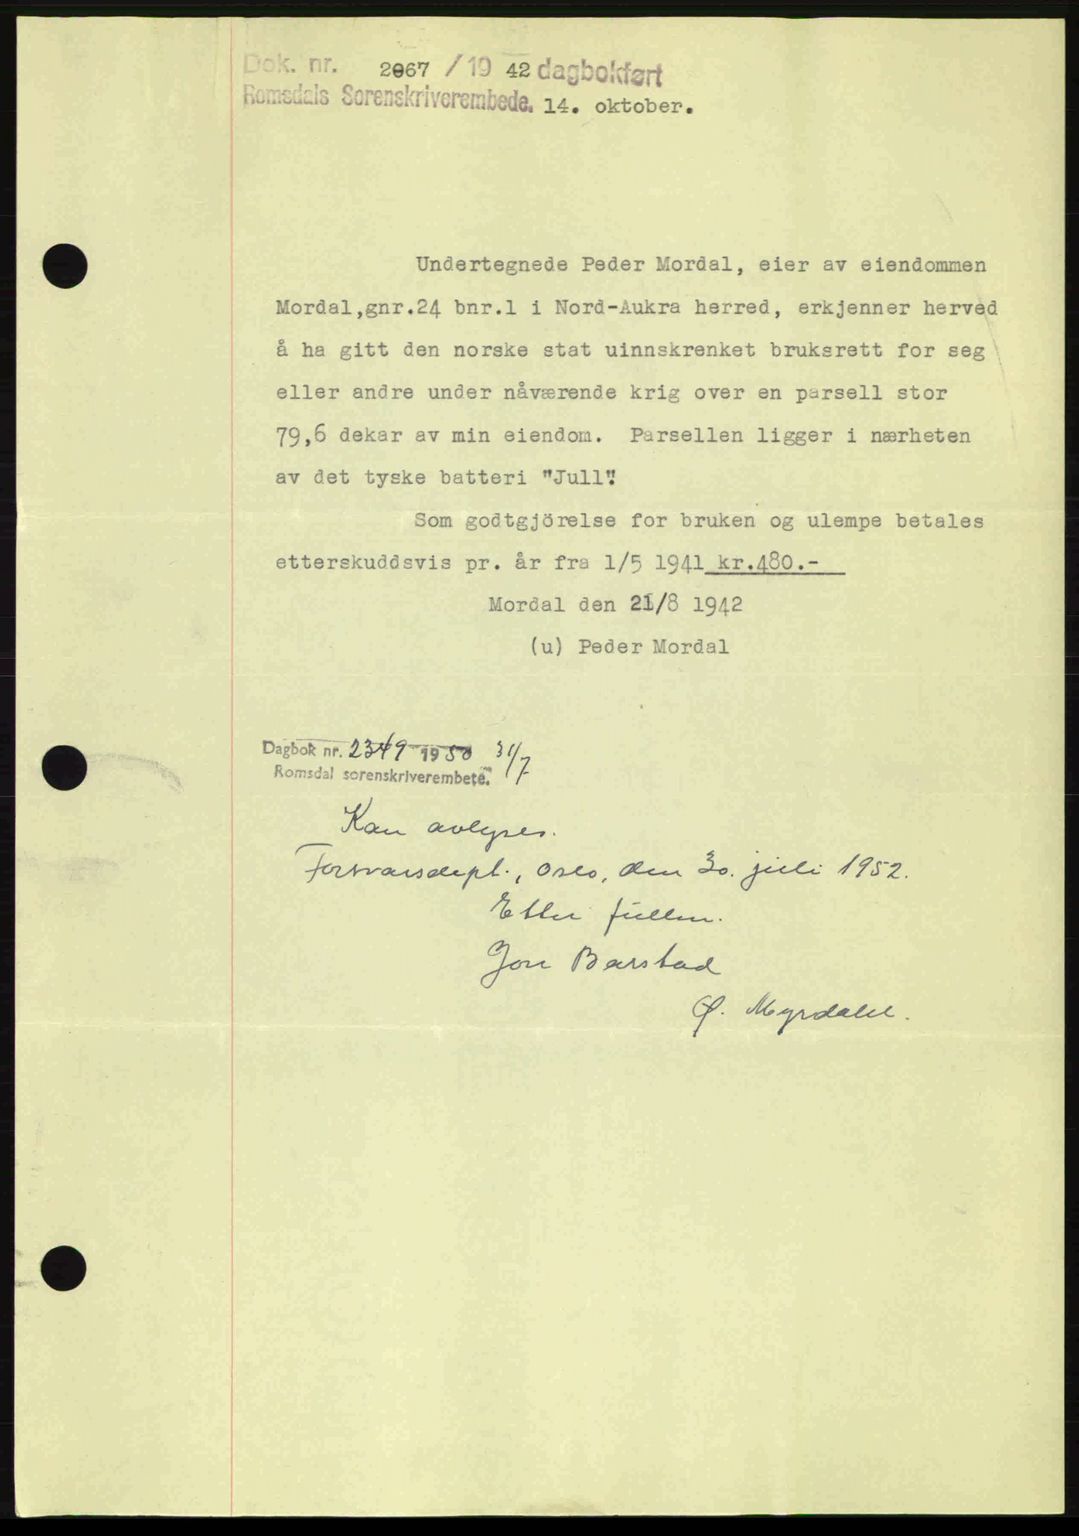 Dok. nr. 2067 / 19 42 dagbokført
Romsdals Sorenskriverembede. 14. oktober.
Undertegnede Peder Mordal, eier av eiendommen
Mordal,gnr.24 bnr.1 i Nord-Aukra herred, erkjenner herved
å ha gitt den norske stat uinnskrenket bruksrett for seg
eller andre under nåværende krig over en parsell stor
79,6 dekar av min eiendom. Parsellen ligger i nærheten
av det tyske batteri "Jull".
Som godtgjörelse for bruken og ulempe betales
etterskuddsvis pr. år fra 1/5 1941 kr.480.-
Mordal den 21/8 1942
(u) Peder Mordal
Dagbok nr. 2349 1950 31/7
Romsdal sorenskriverembete.
Kan avlyses.
Forsvarsdept., Oslo, den 30. juli 1952.
Etter fullm.
Jon Barstad
Ø. Myrdahl.